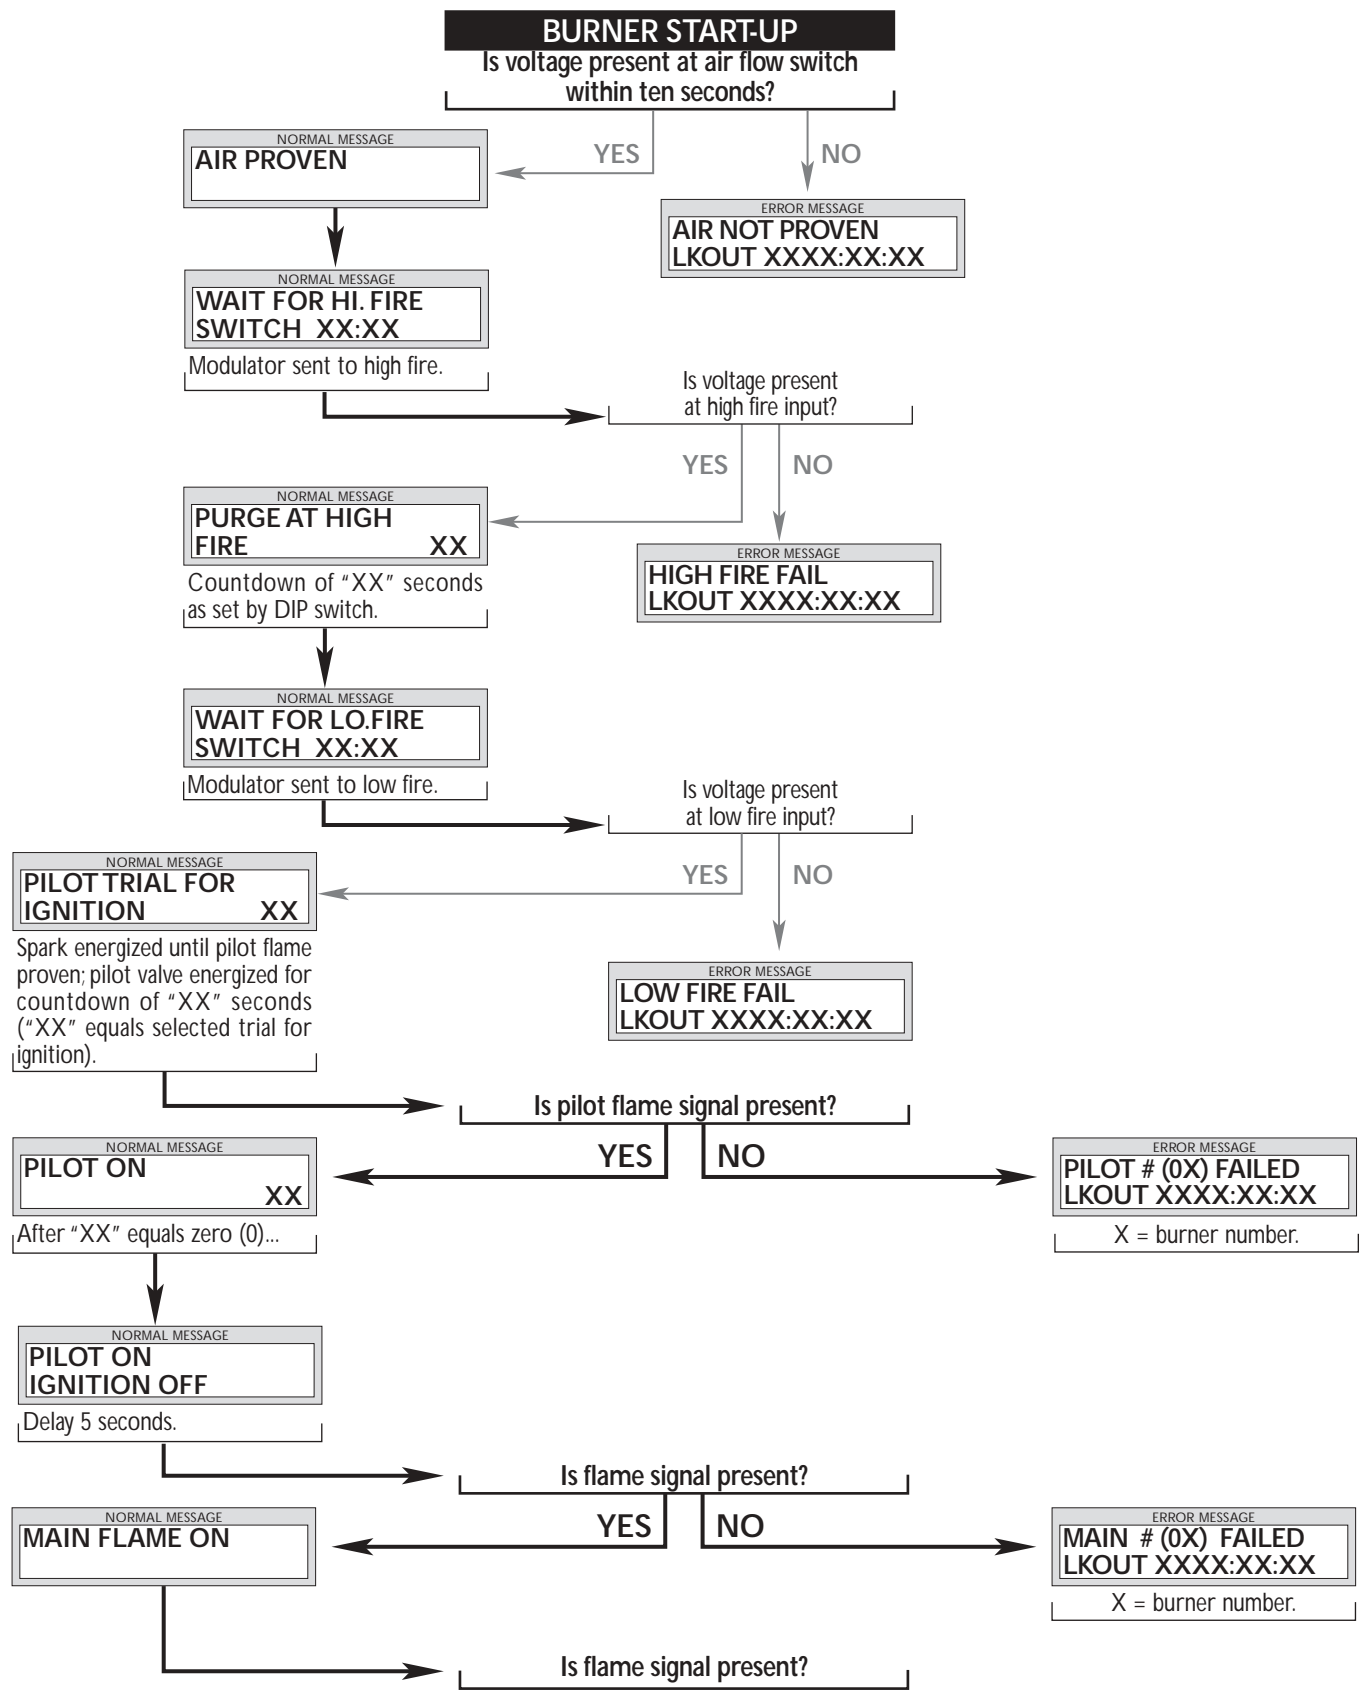 BURNER START-UP
Is voltage present at air flow switch
within ten seconds?
YES
NO
NORMAL MESSAGE
AIR PROVEN
ERROR MESSAGE
AIR NOT PROVEN
LKOUT XXXX:XX:XX
NORMAL MESSAGE
WAIT FOR HI. FIRE
SWITCH XX:XX
Modulator sent to high fire.
Is voltage present
at high fire input?
YES
NO
NORMAL MESSAGE
PURGE AT HIGH
FIRE XX
Countdown of “XX” seconds
as set by DIP switch.
ERROR MESSAGE
HIGH FIRE FAIL
LKOUT XXXX:XX:XX
NORMAL MESSAGE
WAIT FOR LO.FIRE
SWITCH XX:XX
Modulator sent to low fire.
Is voltage present
at low fire input?
YES
NO
NORMAL MESSAGE
PILOT TRIAL FOR
IGNITION XX
Spark energized until pilot flame
proven; pilot valve energized for
countdown of “XX” seconds
(“XX” equals selected trial for
ignition).
ERROR MESSAGE
LOW FIRE FAIL
LKOUT XXXX:XX:XX
Is pilot flame signal present?
YES
NO
NORMAL MESSAGE
PILOT ON
XX
After “XX” equals zero (0)...
ERROR MESSAGE
PILOT # (0X) FAILED
LKOUT XXXX:XX:XX
X = burner number.
NORMAL MESSAGE
PILOT ON
IGNITION OFF
Delay 5 seconds.
Is flame signal present?
YES
NO
NORMAL MESSAGE
MAIN FLAME ON
ERROR MESSAGE
MAIN # (0X) FAILED
LKOUT XXXX:XX:XX
X = burner number.
Is flame signal present?